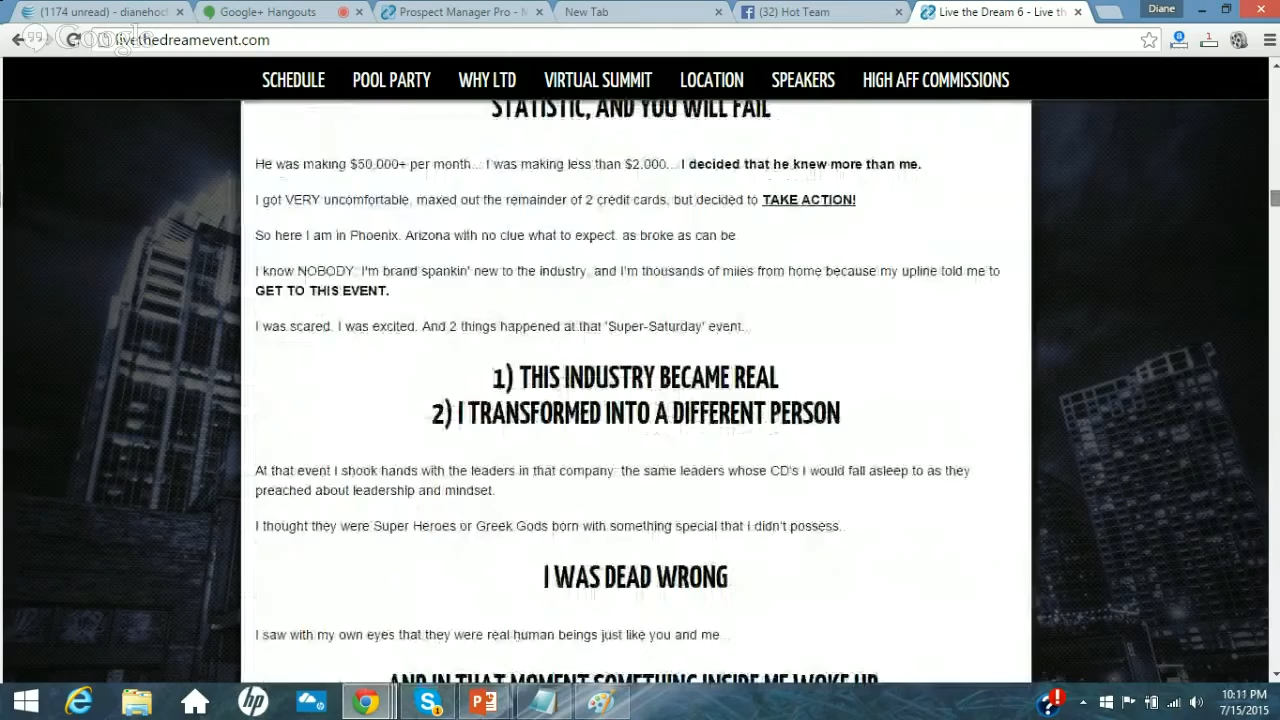 (1174 unread) - dianehoct
Google+ Hangouts
Prospect Manager Pro - M
New Tab
(32) Hot Team
Live the Dream 6 - Live th
Diane
Google
livethedreamevent.com
SCHEDULE POOL PARTY WHY LTD VIRTUAL SUMMIT LOCATION SPEAKERS HIGH AFF COMMISSIONS
STATISTIC, AND YOU WILL FAIL
He was making $50,000+ per month... I was making less than $2,000... I decided that he knew more than me.
I got VERY uncomfortable, maxed out the remainder of 2 credit cards, but decided to TAKE ACTION!
So here I am in Phoenix, Arizona with no clue what to expect, as broke as can be
I know NOBODY. I'm brand spankin' new to the industry, and I'm thousands of miles from home because my upline told me to
GET TO THIS EVENT.
I was scared. I was excited. And 2 things happened at that 'Super-Saturday' event..
1) THIS INDUSTRY BECAME REAL
2) I TRANSFORMED INTO A DIFFERENT PERSON
At that event I shook hands with the leaders in that company, the same leaders whose CD's I would fall asleep to as they
preached about leadership and mindset.
I thought they were Super Heroes or Greek Gods born with something special that I didn't possess..
I WAS DEAD WRONG
I saw with my own eyes that they were real human beings just like you and me...
AND IN THAT MOMENT SOMETHING INSIDE ME WOKE UP
10:11 PM
7/15/2015